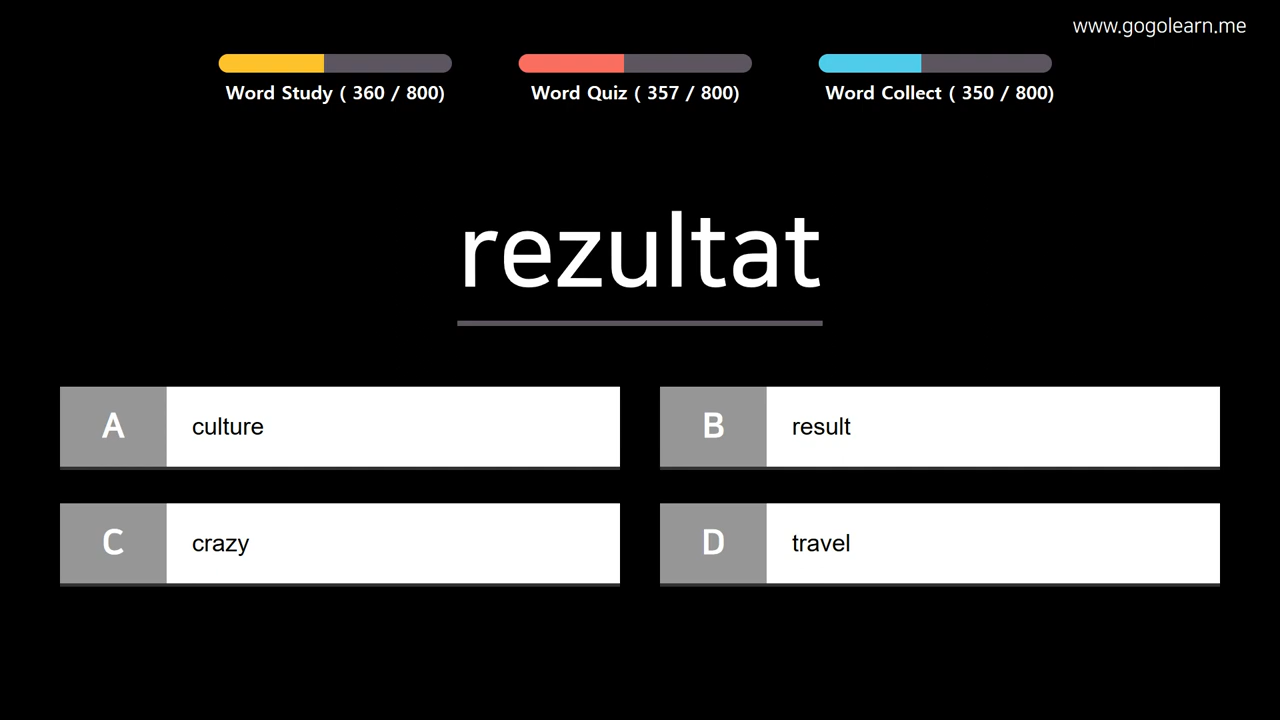 www.gogolearn.me
Word Study ( 360 / 800)
Word Quiz ( 357 / 800)
Word Collect ( 350 / 800)
rezultat
A culture
B result
C crazy
D travel